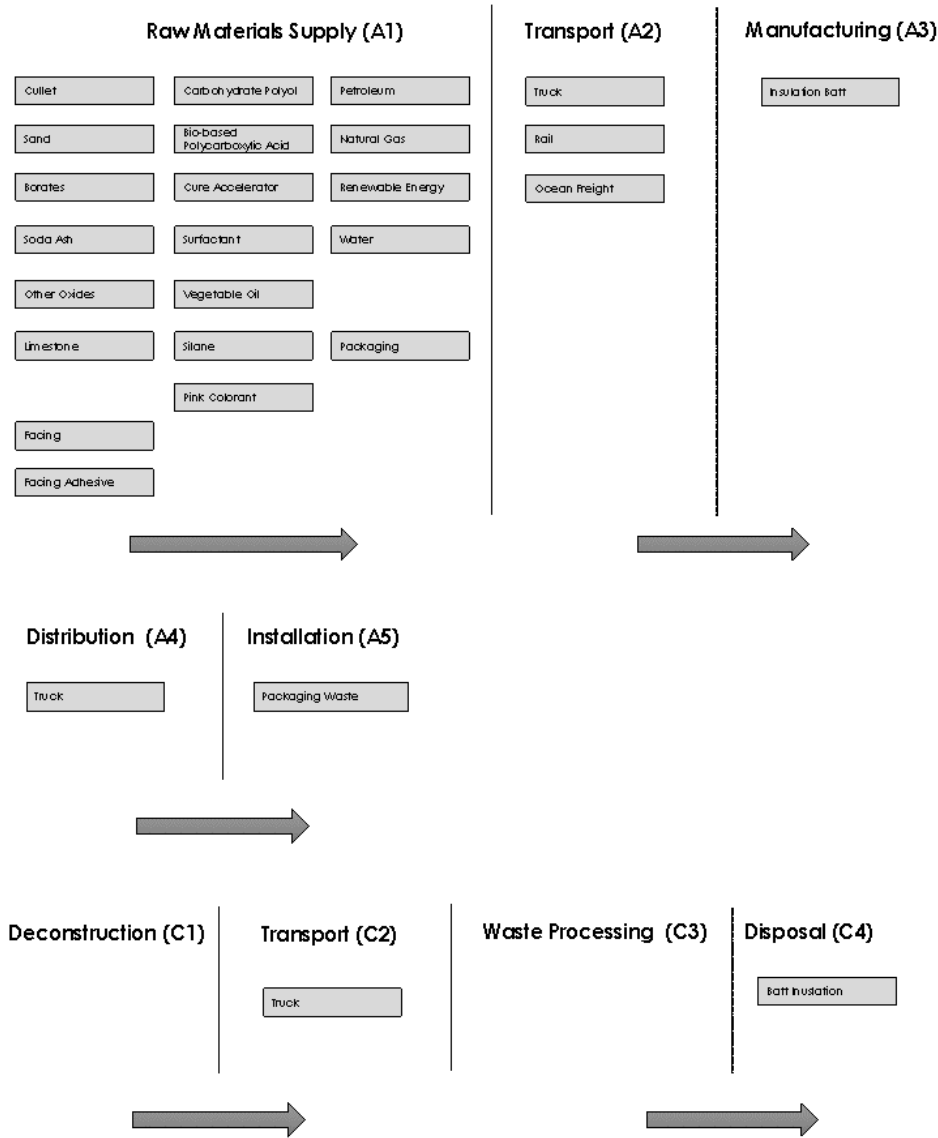 Raw Materials Supply (A1)
Transport (A2)
Manufacturing (A3)
Cullet
Carbohydrate Polyol
Petroleum
Truck
Insulation Batt
Sand
Bio-based
Polycarboxylic Acid
Natural Gas
Rail
Borates
Cure Accelerator
Renewable Energy
Ocean Freight
Soda Ash
Surfactant
Water
Other Oxides
Vegetable Oil
Limestone
Silane
Packaging
Pink Colorant
Facing
Facing Adhesive
Distribution (A4)
Installation (A5)
Truck
Packaging Waste
Deconstruction (C1)
Transport (C2)
Waste Processing (C3)
Disposal (C4)
Truck
Batt Inuslation